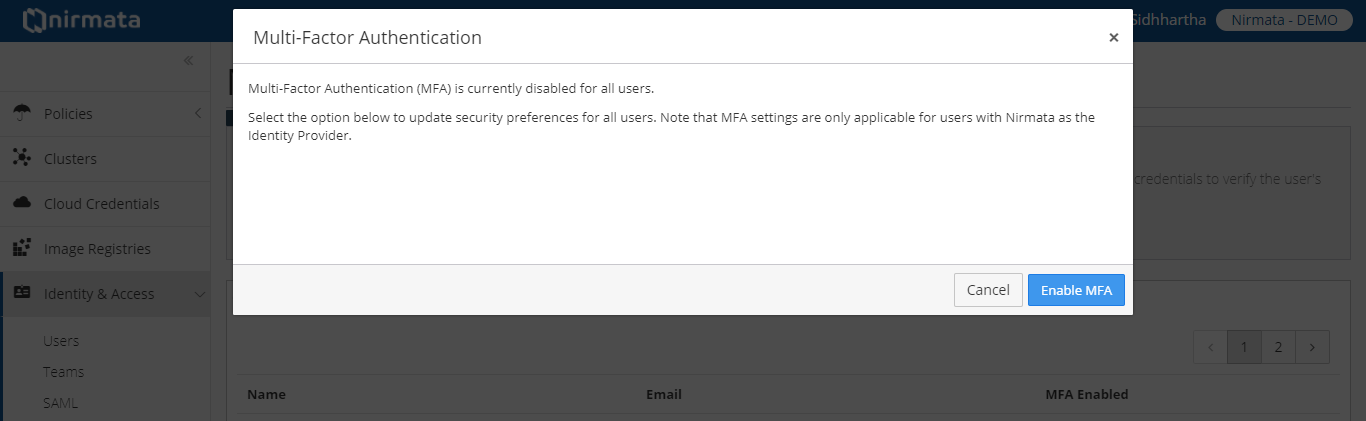 nirmata
Sidhhartha
Nirmata - DEMO
Multi-Factor Authentication
×
«
Multi-Factor Authentication (MFA) is currently disabled for all users.
Policies
Select the option below to update security preferences for all users. Note that MFA settings are only applicable for users with Nirmata as the
Identity Provider.
Clusters
credentials to verify the user's
Cloud Credentials
Image Registries
Identity & Access
Cancel
Enable MFA
Users
‹ 1 2 ›
Teams
Name Email MFA Enabled
SAML